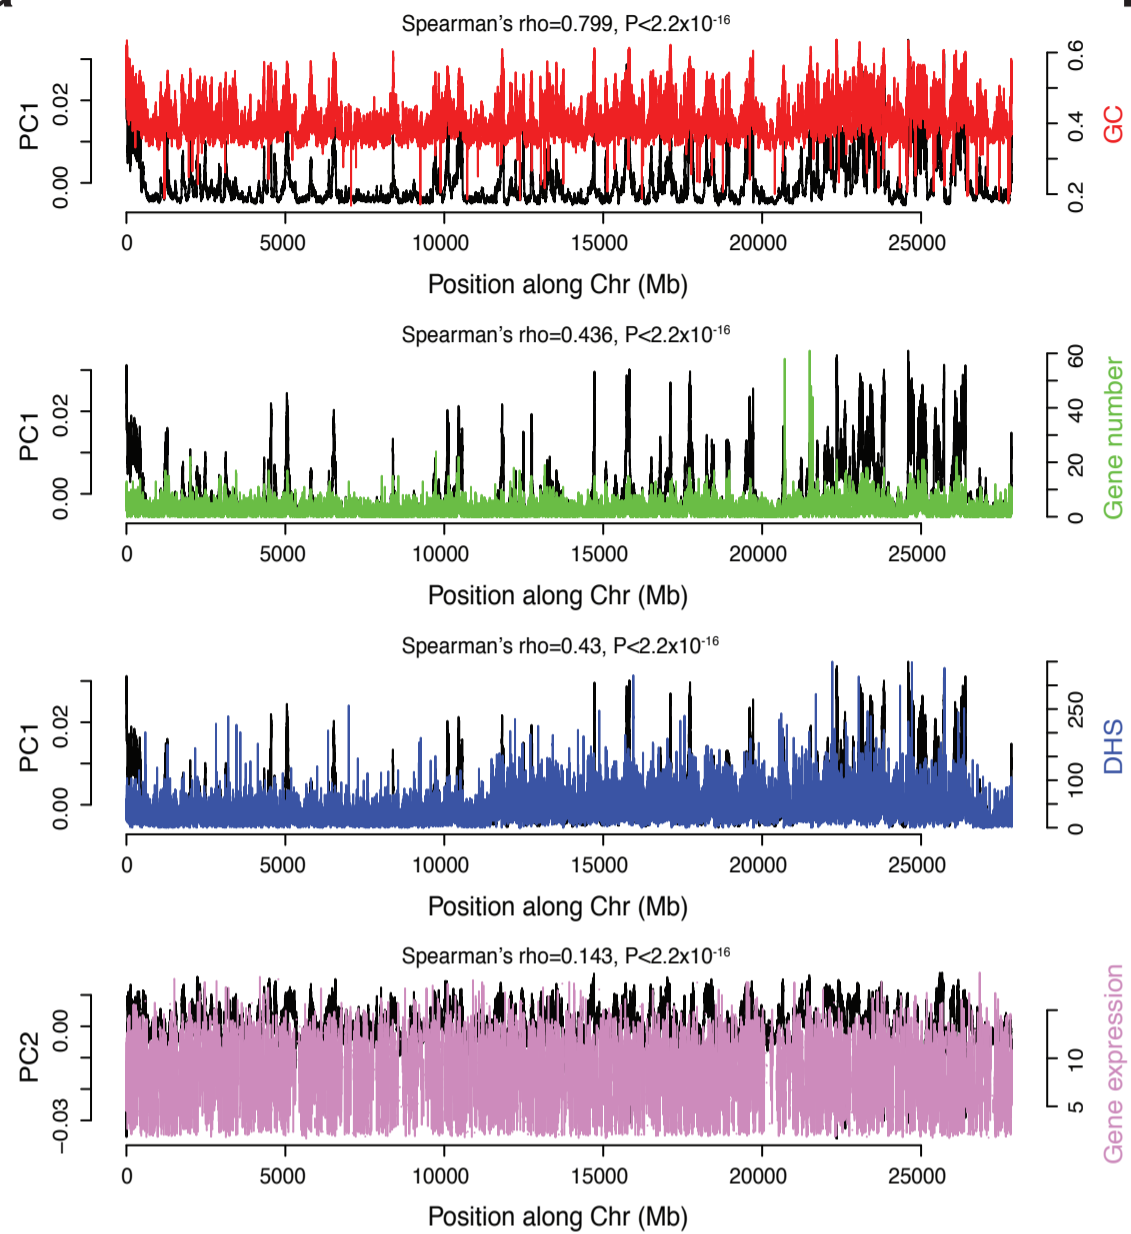 Spearman's rho=0.799, P<2.2x10⁻¹⁶
PC1
0.00 0.02
0.2 0.4 0.6
GC
0 5000 10000 15000 20000 25000
Position along Chr (Mb)
Spearman's rho=0.436, P<2.2x10⁻¹⁶
PC1
0.00 0.02
0 20 40 60
Gene number
0 5000 10000 15000 20000 25000
Position along Chr (Mb)
Spearman's rho=0.43, P<2.2x10⁻¹⁶
PC1
0.00 0.02
0 100 250
DHS
0 5000 10000 15000 20000 25000
Position along Chr (Mb)
Spearman's rho=0.143, P<2.2x10⁻¹⁶
PC2
−0.03 0.00
5 10
Gene expression
0 5000 10000 15000 20000 25000
Position along Chr (Mb)